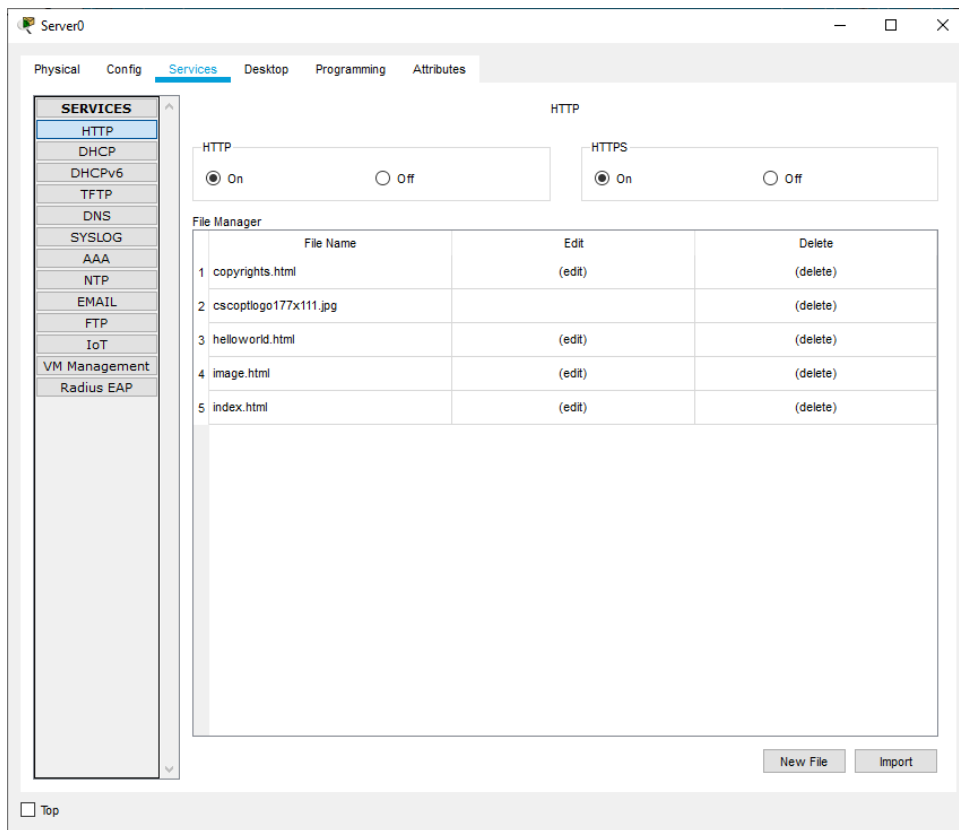 Server0
Physical Config Services Desktop Programming Attributes
SERVICES
HTTP
DHCP
DHCPv6
TFTP
DNS
SYSLOG
AAA
NTP
EMAIL
FTP
IoT
VM Management
Radius EAP
HTTP
HTTP
On Off
HTTPS
On Off
File Manager
File Name Edit Delete
1 copyrights.html (edit) (delete)
2 cscoptlogo177x111.jpg (delete)
3 helloworld.html (edit) (delete)
4 image.html (edit) (delete)
5 index.html (edit) (delete)
New File Import
Top